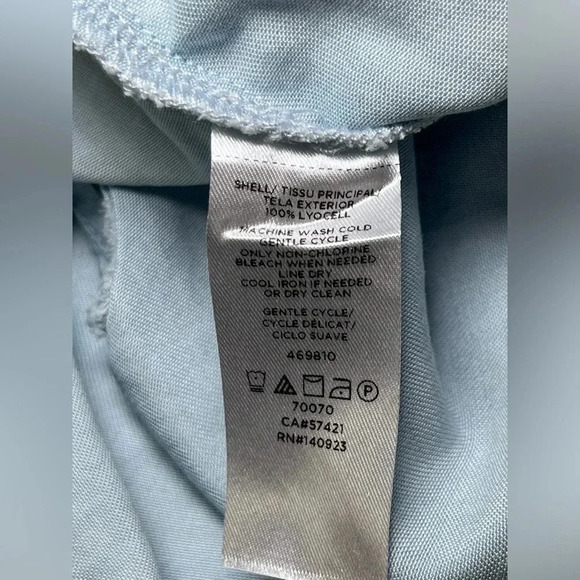 SHELL/ TISSU PRINCIPAL/
TELA EXTERIOR
100% LYOCELL
MACHINE WASH COLD
GENTLE CYCLE
ONLY NON-CHLORINE
BLEACH WHEN NEEDED
LINE DRY
COOL IRON IF NEEDED
OR DRY CLEAN
GENTLE CYCLE/
CYCLE DÉLICAT/
CICLO SUAVE
469810
P
70070
CA#57421
RN#140923